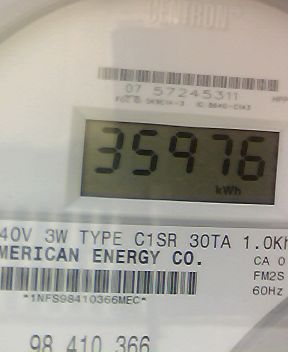 CENTRON
07 57245311
35976
kWh
40V 3W TYPE C1SR 30TA 1.0Kh
MERICAN ENERGY CO.
CA 0
FM2S
60Hz
*1NFS98410366MEC*
98 410 366